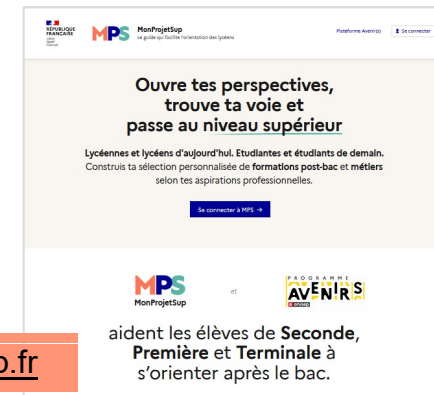 RÉPUBLIQUE
FRANÇAISE
MPS
MonProjetSup
Le guide qui facilite l'orientation des lycéens
Plateforme Avenir(s)
Se connecter
Ouvre tes perspectives,
trouve ta voie et
passe au niveau supérieur
Lycéennes et lycéens d'aujourd'hui. Etudiantes et étudiants de demain.
Construis ta sélection personnalisée de formations post-bac et métiers
selon tes aspirations professionnelles.
Se connecter à MPS →
MPS
MonProjetSup
et
PROGRAMME
AVENIR(S
onisep
aident les élèves de Seconde,
Première et Terminale à
s'orienter après le bac.
o.fr